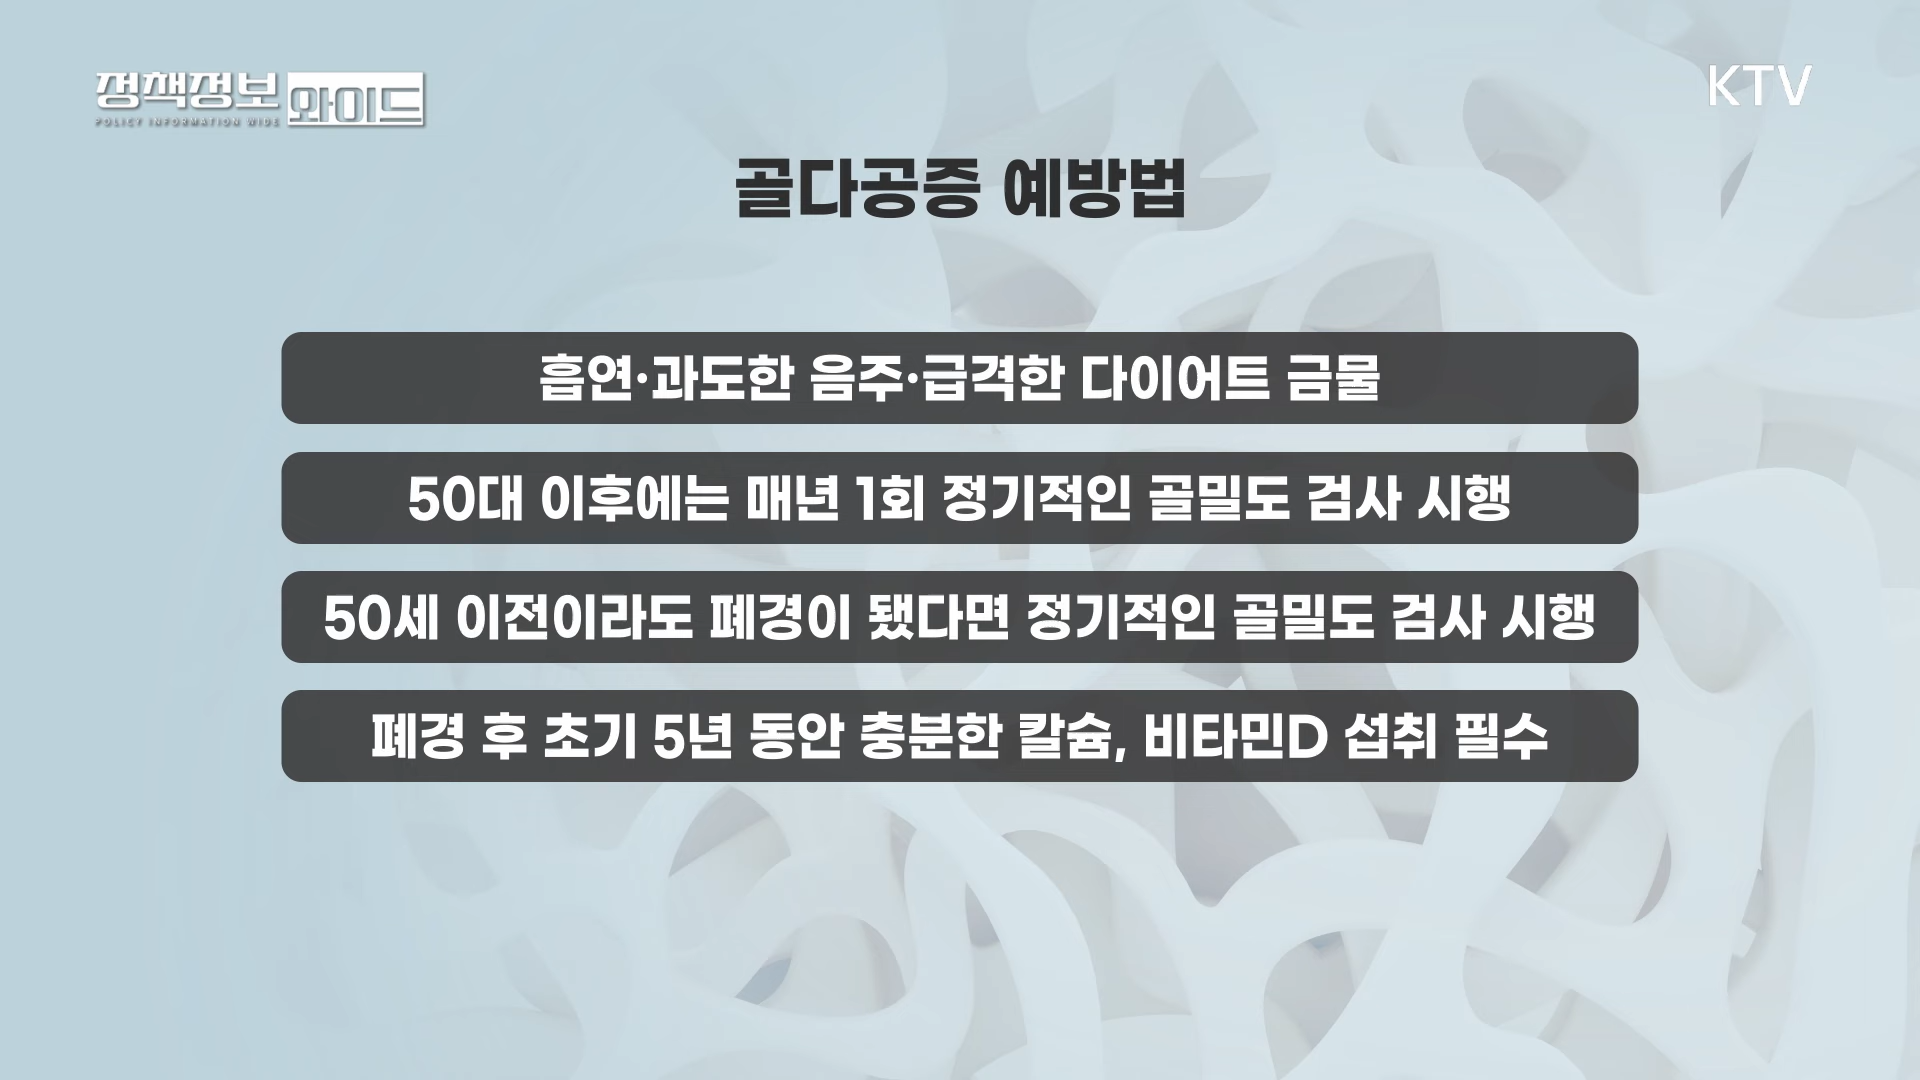 정책정보 와이드
POLICY INFORMATION WIDE
KTV
골다공증 예방법
흡연·과도한 음주·급격한 다이어트 금물
50대 이후에는 매년 1회 정기적인 골밀도 검사 시행
50세 이전이라도 폐경이 됐다면 정기적인 골밀도 검사 시행
폐경 후 초기 5년 동안 충분한 칼슘, 비타민D 섭취 필수